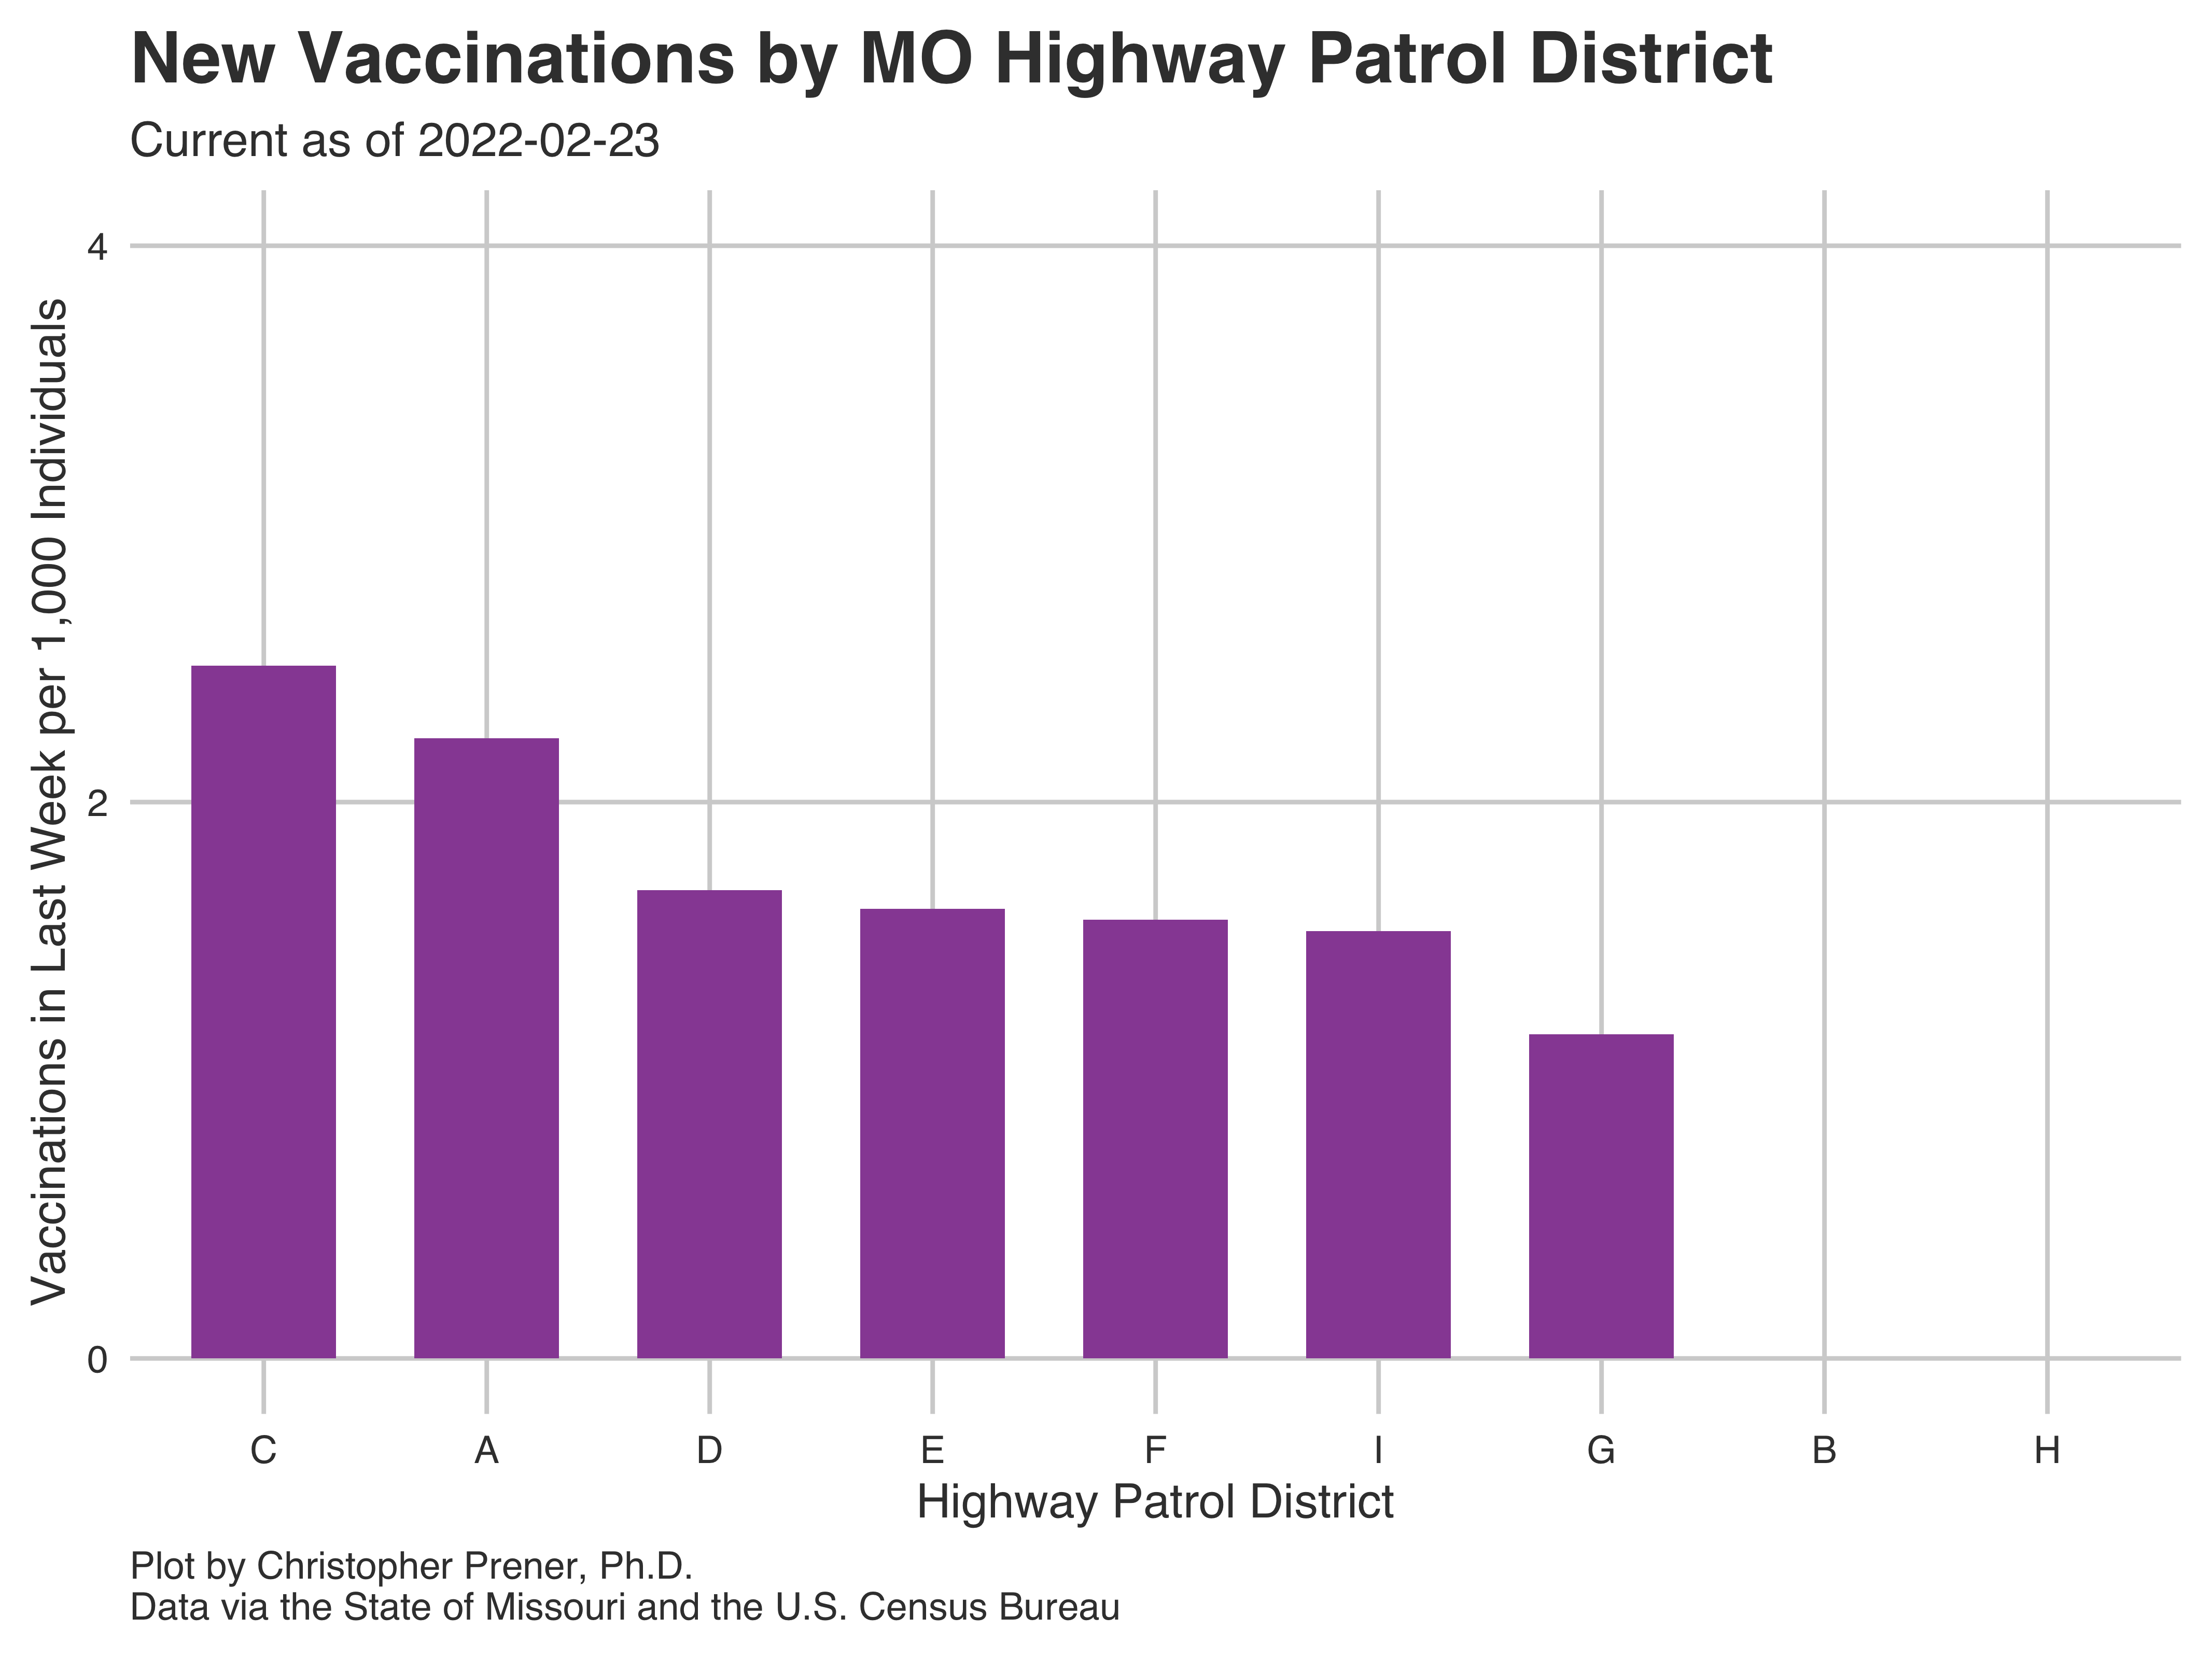 New Vaccinations by MO Highway Patrol District
Current as of 2022-02-23
Vaccinations in Last Week per 1,000 Individuals
4
2
0
C A D E F I G B H
Highway Patrol District
Plot by Christopher Prener, Ph.D.
Data via the State of Missouri and the U.S. Census Bureau